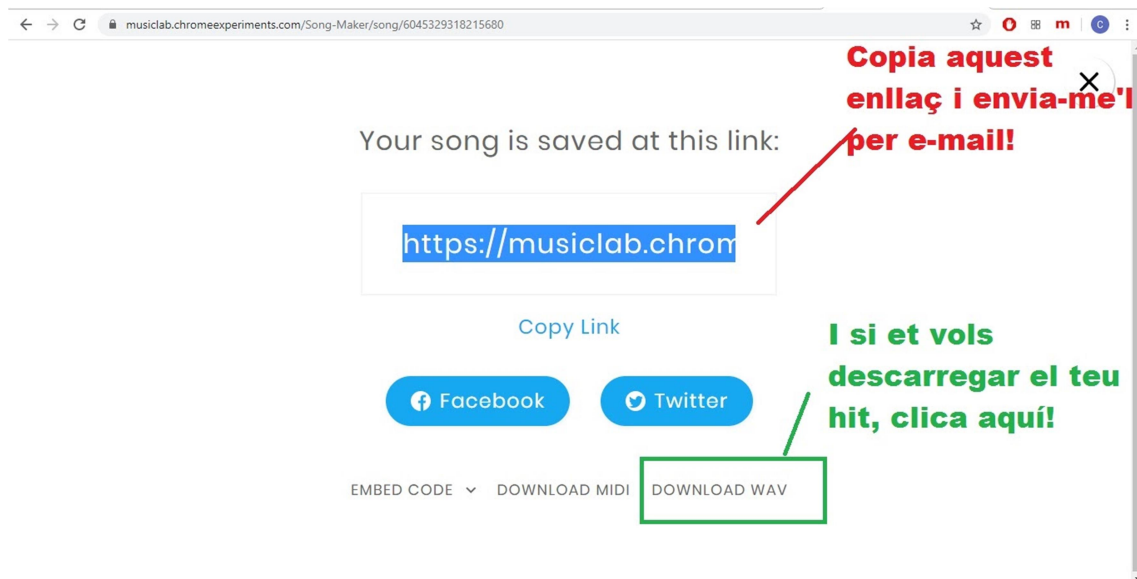 musiclab.chromeexperiments.com/Song-Maker/song/6045329318215680
m
C
Copia aquest
enllaç i envia-me'l
per e-mail!
Your song is saved at this link:
https://musiclab.chrom
Copy Link
I si et vols
descarregar el teu
hit, clica aquí!
Facebook
Twitter
EMBED CODE
DOWNLOAD MIDI
DOWNLOAD WAV